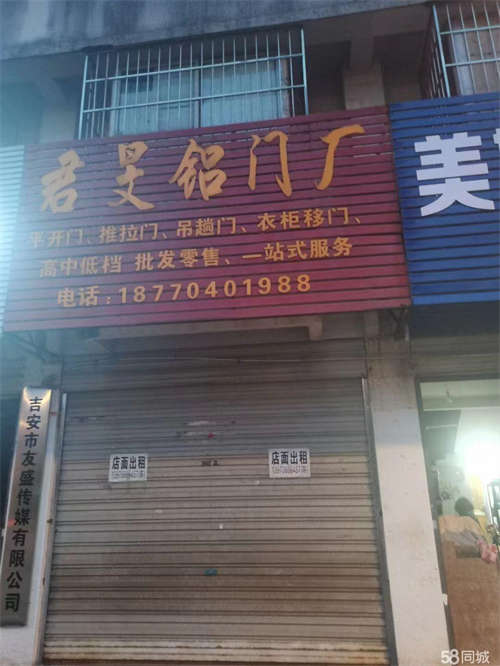 君旻铝门厂
平开门、推拉门、吊趟门、衣柜移门、
高中低档 批发零售、一站式服务
电话:18770401988
美
吉安市友盛传媒有限公司
店面出租
店面出租
58同城